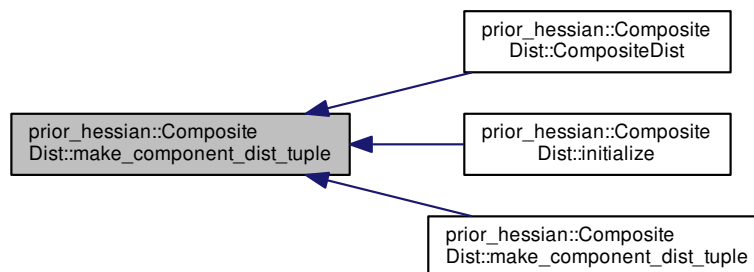 prior_hessian::Composite
Dist::CompositeDist
prior_hessian::Composite
Dist::make_component_dist_tuple
prior_hessian::Composite
Dist::initialize
prior_hessian::Composite
Dist::make_component_dist_tuple